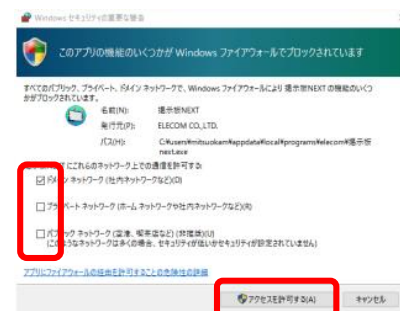 Windows セキュリティの重要な警告
このアプリの機能のいくつかが Windows ファイアウォールでブロックされています
すべてのパブリック、プライベート、ドメイン ネットワークで、Windows ファイアウォールにより 掲示板NEXT の機能のいくつ
かがブロックされています。
名前(N): 掲示板NEXT
発行元(P): ELECOM CO.,LTD.
パス(H): C:¥users¥mitsuokam¥appdata¥local¥programs¥elecom¥掲示板
next.exe
にこれらのネットワーク上での通信を許可する:
ドメイン ネットワーク (社内ネットワークなど)(D)
プライベート ネットワーク (ホーム ネットワークや社内ネットワークなど)(R)
パブリック ネットワーク (空港、喫茶店など) (非推奨)(U)
(このようなネットワークは多くの場合、セキュリティが低いかセキュリティが設定されていません)
アプリにファイアウォールの経由を許可することの危険性の詳細
アクセスを許可する(A) キャンセル